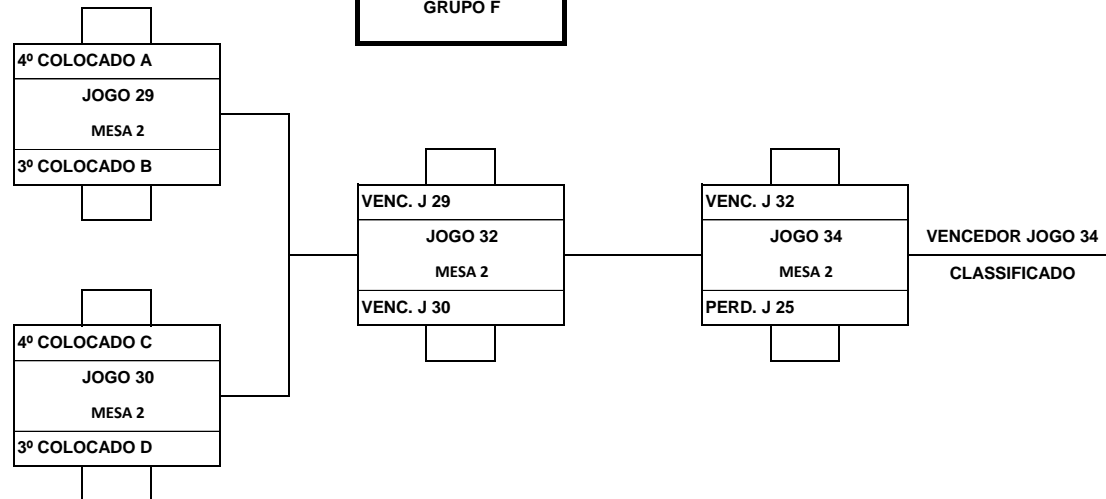 GRUPO F
4º COLOCADO A
JOGO 29
MESA 2
3º COLOCADO B
VENC. J 29
JOGO 32
MESA 2
VENC. J 30
VENC. J 32
JOGO 34
MESA 2
PERD. J 25
VENCEDOR JOGO 34
CLASSIFICADO
4º COLOCADO C
JOGO 30
MESA 2
3º COLOCADO D